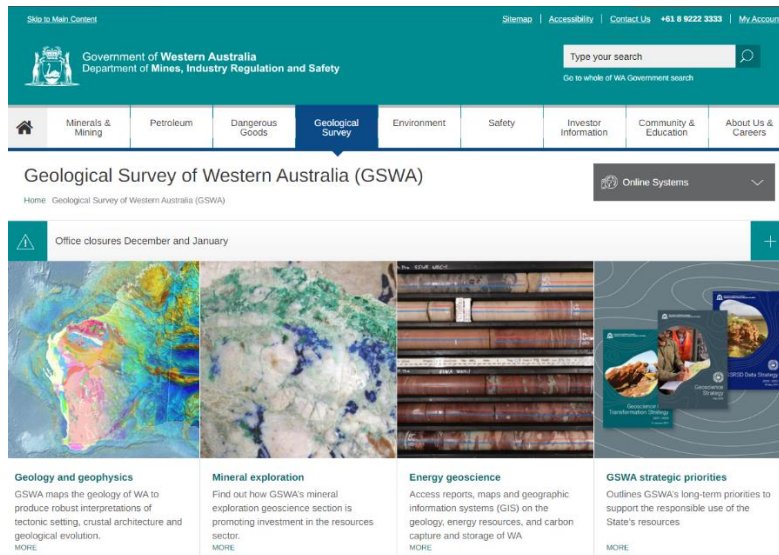 Skip to Main Content
Sitemap | Accessibility | Contact Us +61 8 9222 3333 | My Accoun
Government of Western Australia
Department of Mines, Industry Regulation and Safety
Type your search
Go to whole of WA Government search
Minerals & Mining
Petroleum
Dangerous Goods
Geological Survey
Environment
Safety
Investor Information
Community & Education
About Us & Careers
Geological Survey of Western Australia (GSWA)
Online Systems
Home Geological Survey of Western Australia (GSWA)
Office closures December and January
Geoscience Transformation Strategy
Geoscience Strategy
Data Strategy
Geology and geophysics
GSWA maps the geology of WA to
produce robust interpretations of
tectonic setting, crustal architecture and
geological evolution.
MORE
Mineral exploration
Find out how GSWA's mineral
exploration geoscience section is
promoting investment in the resources
sector.
MORE
Energy geoscience
Access reports, maps and geographic
information systems (GIS) on the
geology, energy resources, and carbon
capture and storage of WA
MORE
GSWA strategic priorities
Outlines GSWA's long-term priorities to
support the responsible use of the
State's resources
MORE